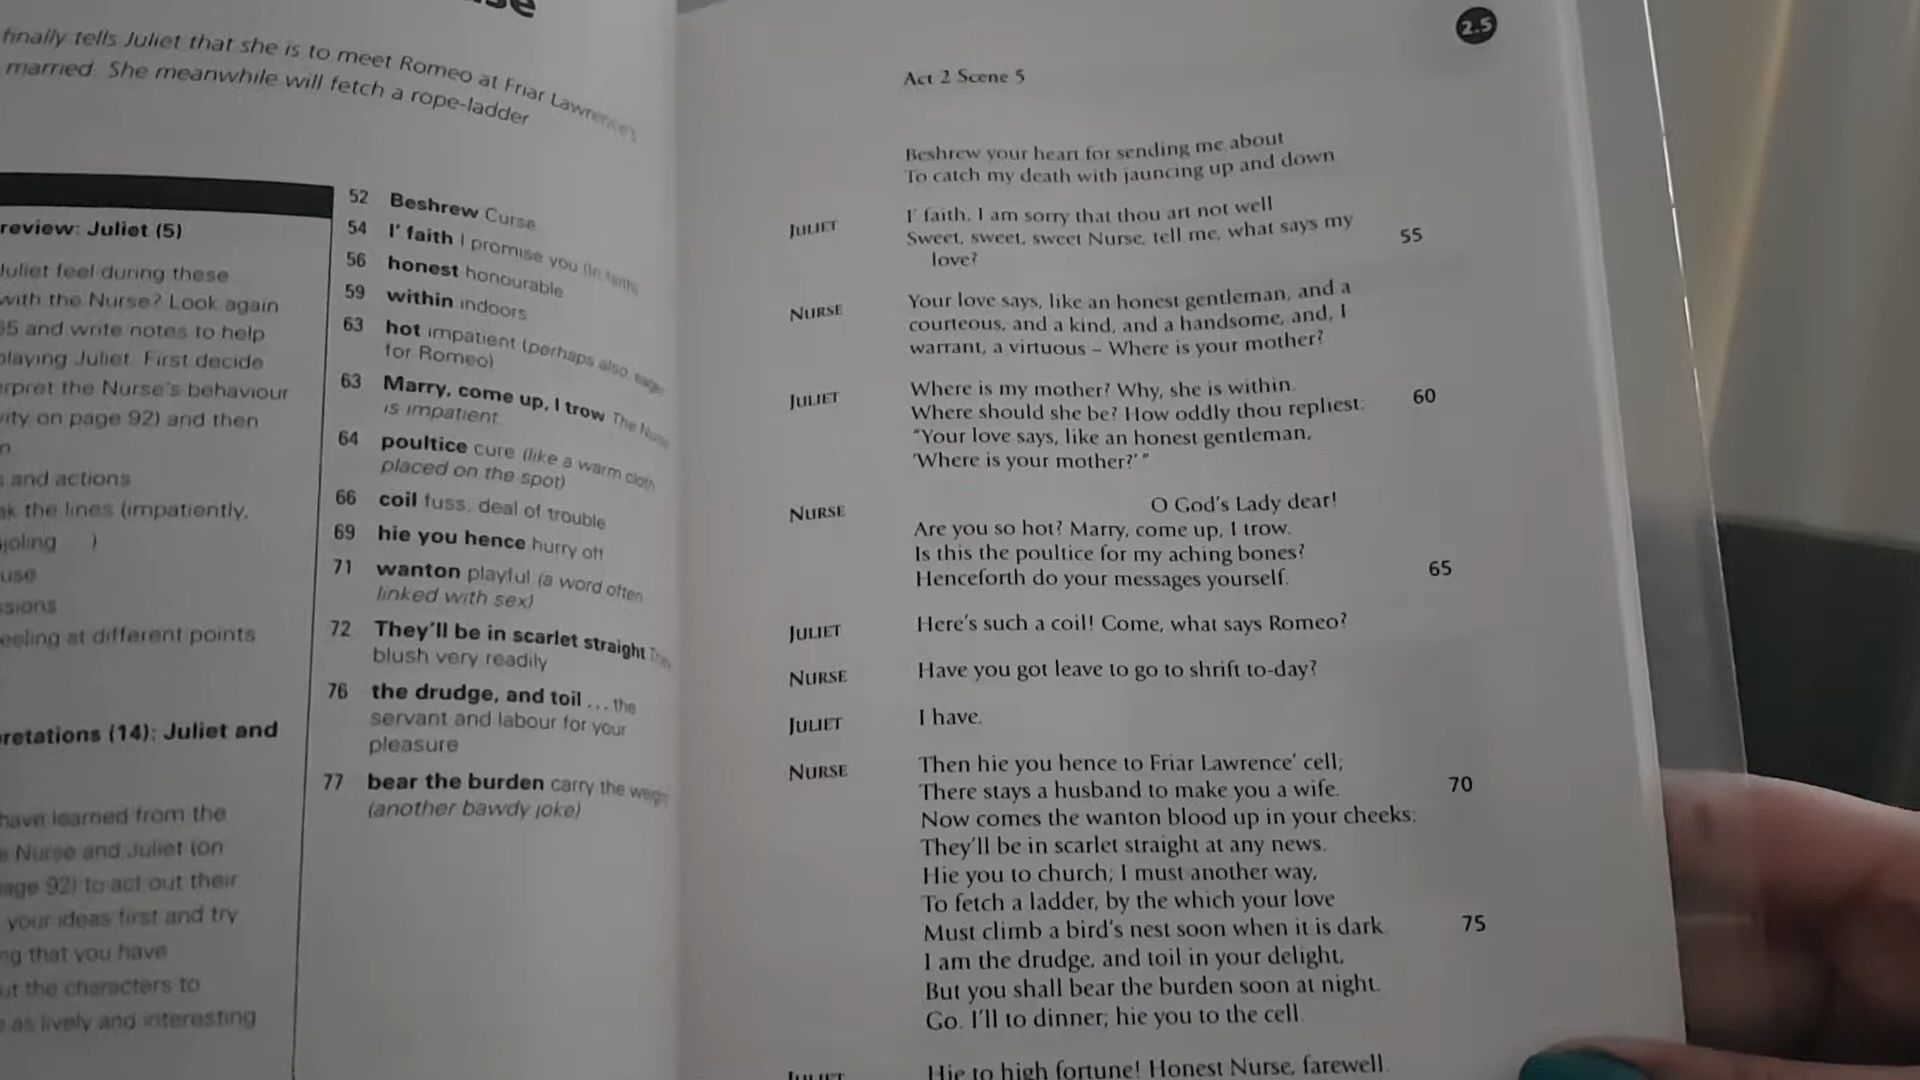 finally tells Juliet that she is to meet Romeo at Friar Lawrence's
married. She meanwhile will fetch a rope-ladder
review: Juliet (5)
Juliet feel during these
with the Nurse? Look again
65 and write notes to help
playing Juliet. First decide
erpret the Nurse's behaviour
vity on page 92) and then
n.
s and actions
ak the lines (impatiently,
ajoling )
use
ssions
eeling at different points
retations (14): Juliet and
have learned from the
e Nurse and Juliet (on
page 92) to act out their
your ideas first and try
ng that you have
ut the characters to
e as lively and interesting
52 Beshrew Curse
54 I' faith I promise you (In faith)
56 honest honourable
59 within indoors
63 hot impatient (perhaps also eager
for Romeo)
63 Marry, come up, I trow The Nurse
is impatient.
64 poultice cure (like a warm cloth
placed on the spot)
66 coil fuss, deal of trouble
69 hie you hence hurry off
71 wanton playful (a word often
linked with sex)
72 They'll be in scarlet straight They
blush very readily
76 the drudge, and toil ... the
servant and labour for your
pleasure
77 bear the burden carry the weight
(another bawdy joke)
2.5
Act 2 Scene 5
Beshrew your heart for sending me about
To catch my death with jauncing up and down
JULIET I' faith, I am sorry that thou art not well
Sweet, sweet, sweet Nurse, tell me, what says my 55
love?
NURSE Your love says, like an honest gentleman, and a
courteous, and a kind, and a handsome, and, I
warrant, a virtuous – Where is your mother?
JULIET Where is my mother? Why, she is within.
Where should she be? How oddly thou repliest: 60
"Your love says, like an honest gentleman,
'Where is your mother?'"
NURSE O God's Lady dear!
Are you so hot? Marry, come up, I trow.
Is this the poultice for my aching bones?
Henceforth do your messages yourself. 65
JULIET Here's such a coil! Come, what says Romeo?
NURSE Have you got leave to go to shrift to-day?
JULIET I have.
NURSE Then hie you hence to Friar Lawrence' cell;
There stays a husband to make you a wife. 70
Now comes the wanton blood up in your cheeks:
They'll be in scarlet straight at any news.
Hie you to church; I must another way,
To fetch a ladder, by the which your love
Must climb a bird's nest soon when it is dark. 75
I am the drudge, and toil in your delight,
But you shall bear the burden soon at night.
Go. I'll to dinner; hie you to the cell.
JULIET Hie to high fortune! Honest Nurse, farewell.